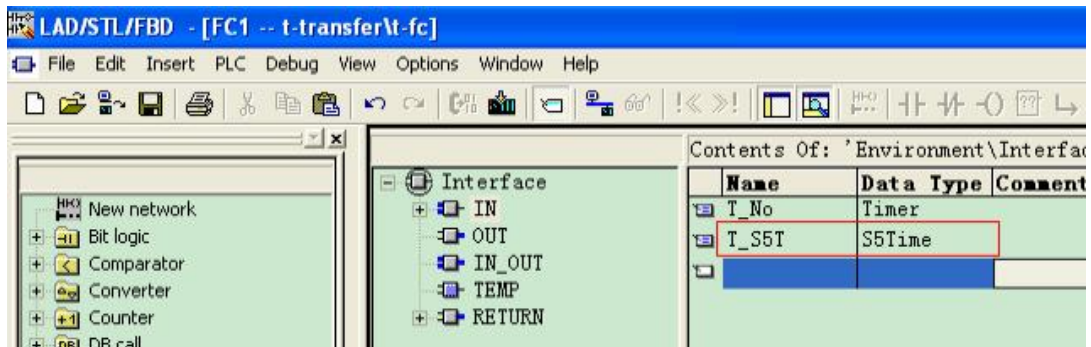 LAD/STL/FBD - [FC1 -- t-transfer\t-fc]
File Edit Insert PLC Debug View Options Window Help
Contents Of: 'Environment\Interfac
Interface
IN
OUT
IN_OUT
TEMP
RETURN
Name Data Type Comment
T_No Timer
T_S5T S5Time
New network
Bit logic
Comparator
Converter
Counter
DB call